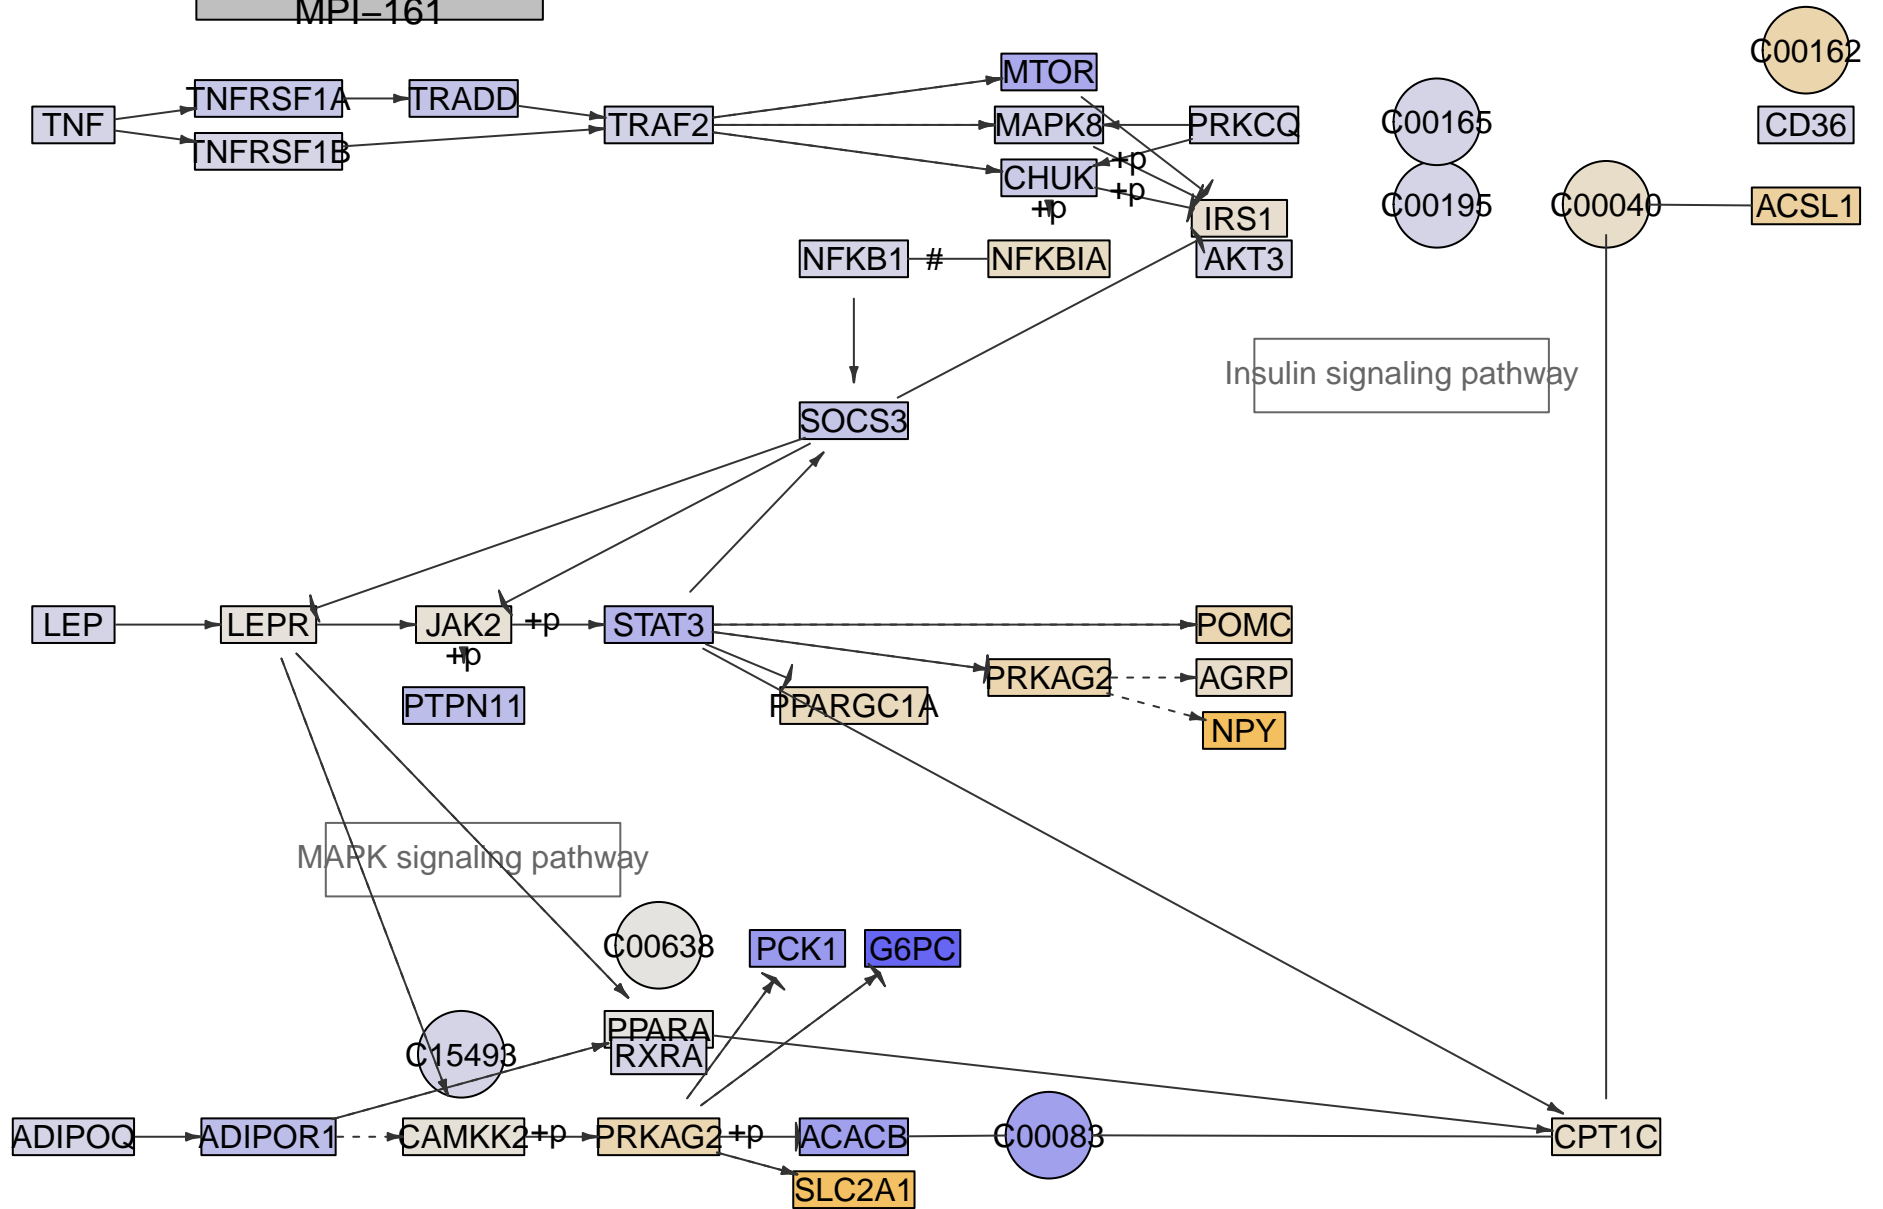 MPI−161
C00162
MTOR
TNFRSF1A
TRADD
TNF
TRAF2
MAPK8
PRKCQ
C00165
CD36
TNFRSF1B
+p
CHUK
+p
+p
IRS1
C00195
C00040
ACSL1
NFKB1
#
NFKBIA
AKT3
Insulin signaling pathway
SOCS3
LEP
LEPR
JAK2
+p
STAT3
POMC
+p
PRKAG2
AGRP
PTPN11
PPARGC1A
NPY
MAPK signaling pathway
C00638
PCK1
G6PC
PPARA
C15493
RXRA
ADIPOQ
ADIPOR1
CAMKK2
+p
PRKAG2
+p
ACACB
C00083
CPT1C
SLC2A1